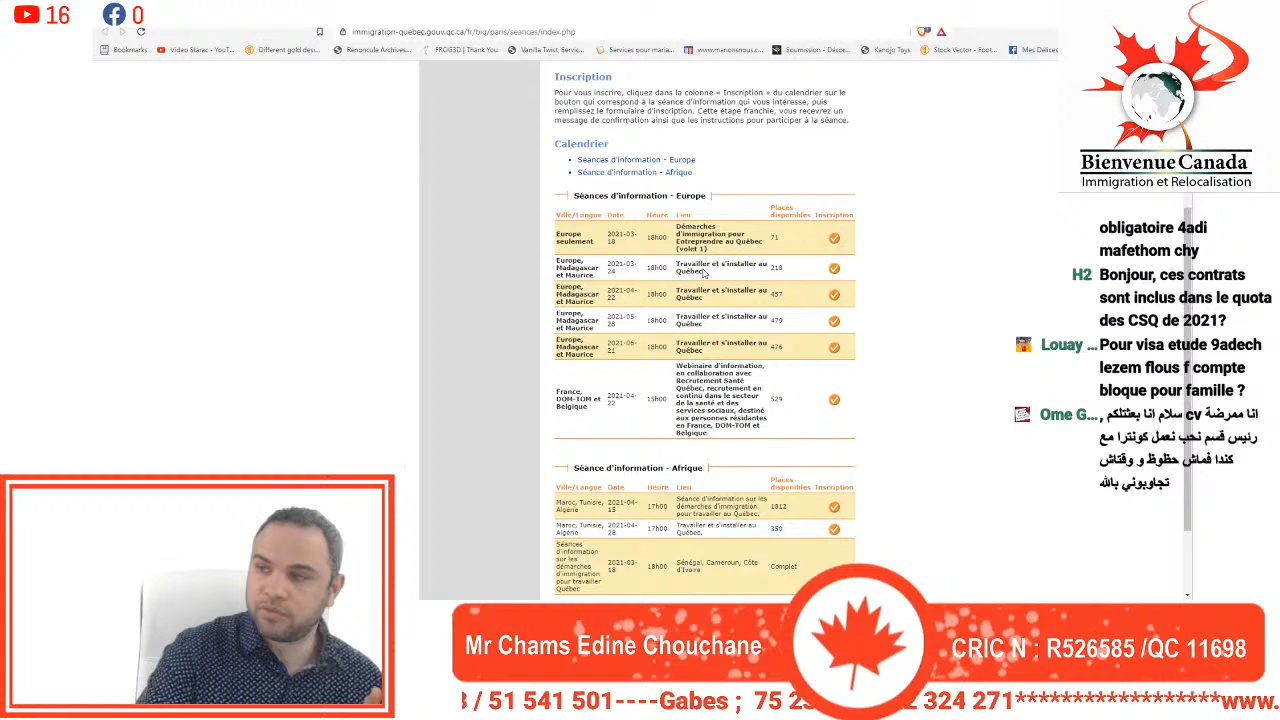 16
0
immigration-quebec.gouv.qc.ca/fr/biq/paris/seances/index.php
Bookmarks
Video Starac - YouT...
Different gold des...
Renoncule Archives...
FROG3D | Thank You
Vanilla Twist, Servic...
Services pour maria...
www.marionsnous.c...
Soumission - Décor...
Kanojo Toys
Stock Vector - Foot...
Mes Delices
Inscription
Pour vous inscrire, cliquez dans la colonne « Inscription » du calendrier sur le
bouton qui correspond à la séance d'information qui vous intéresse, puis
remplissez le formulaire d'inscription. Cette étape franchie, vous recevrez un
message de confirmation ainsi que les instructions pour participer à la séance.
Calendrier
Séances d'information - Europe
Séance d'information - Afrique
Séances d'information - Europe
Ville/Langue Date Heure Lieu Places disponibles Inscription
Europe seulement 2021-03-18 18h00 Démarches d'immigration pour Entreprendre au Québec (volet 1) 71
Europe, Madagascar et Maurice 2021-03-24 18h00 Travailler et s'installer au Québec 218
Europe, Madagascar et Maurice 2021-04-22 18h00 Travailler et s'installer au Québec 457
Europe, Madagascar et Maurice 2021-05-28 18h00 Travailler et s'installer au Québec 479
Europe, Madagascar et Maurice 2021-06-21 18h00 Travailler et s'installer au Québec 476
France, DOM-TOM et Belgique 2021-04-22 15h00 Webinaire d'information, en collaboration avec Recrutement Santé Québec, recrutement en continu dans le secteur de la santé et des services sociaux, destiné aux personnes résidantes en France, DOM-TOM et Belgique 529
Séance d'information - Afrique
Ville/Langue Date Heure Lieu Places disponibles Inscription
Maroc, Tunisie, Algérie 2021-04-15 17h00 Séance d'information sur les démarches d'immigration pour travailler au Québec. 1812
Maroc, Tunisie, Algérie 2021-04-28 17h00 Travailler et s'installer au Québec. 350
Séances d'information sur les démarches d'immigration pour travailler Québec 2021-03-18 18h00 Sénégal, Cameroun, Côte d'Ivoire Complet
Bienvenue Canada
Immigration et Relocalisation
obligatoire 4adi
mafethom chy
H2 Bonjour, ces contrats
sont inclus dans le quota
des CSQ de 2021?
Louay ... Pour visa etude 9adech
lezem flous f compte
bloque pour famille ?
Ome G... سلام انا بعثتلكم cv انا ممرضة ,
رئيس قسم نحب نعمل كونترا مع
كندا فماش حظوظ و وقتاش
تجاوبوني بالله
Mr Chams Edine Chouchane
CRIC N : R526585 /QC 11698
/ 51 541 501----Gabes ; 75 2
324 271*****************www.